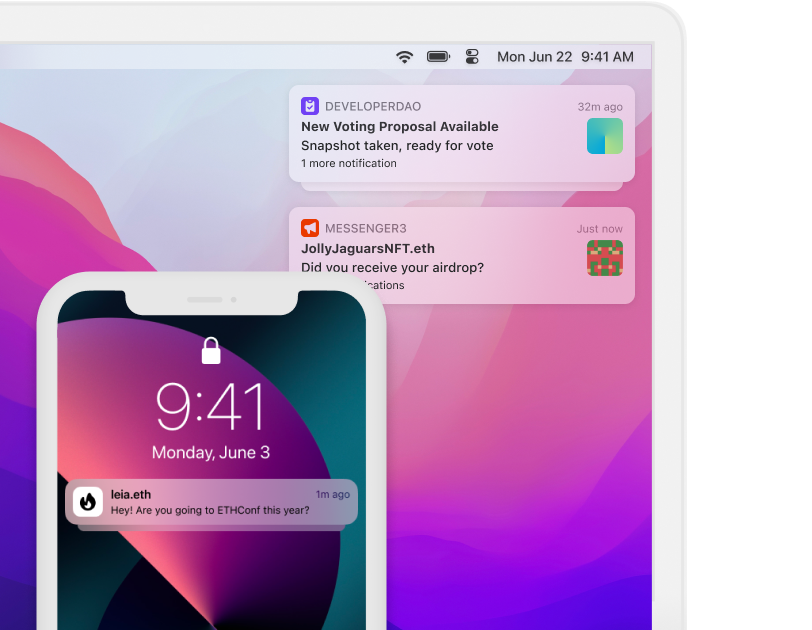 Mon Jun 22 9:41 AM
DEVELOPERDAO 32m ago
New Voting Proposal Available
Snapshot taken, ready for vote
1 more notification
MESSENGER3 Just now
JollyJaguarsNFT.eth
Did you receive your airdrop?
9:41
Monday, June 3
leia.eth 1m ago
Hey! Are you going to ETHConf this year?